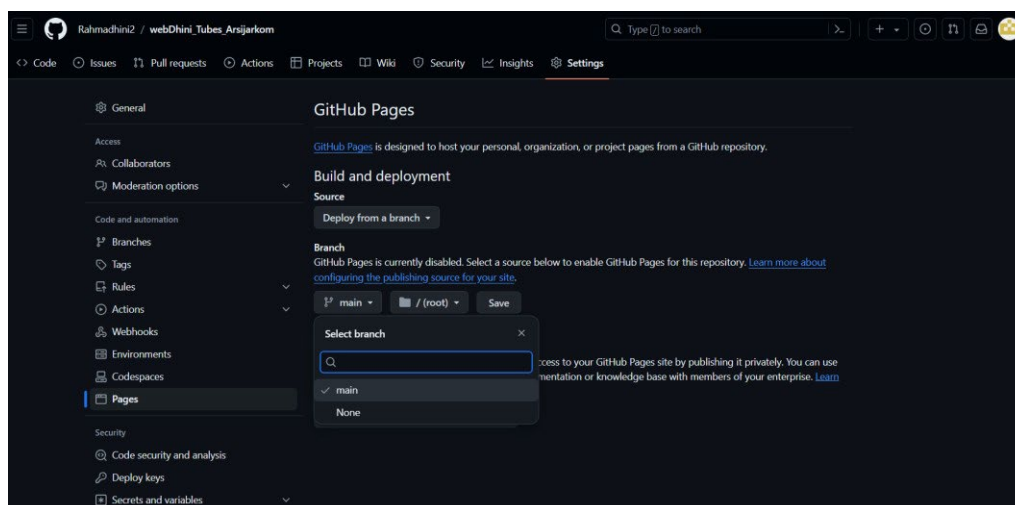 Rahmadhini2 / webDhini_Tubes_Arsijarkom
Type / to search
Code Issues Pull requests Actions Projects Wiki Security Insights Settings
General
Access
Collaborators
Moderation options
Code and automation
Branches
Tags
Rules
Actions
Webhooks
Environments
Codespaces
Pages
Security
Code security and analysis
Deploy keys
Secrets and variables
GitHub Pages
GitHub Pages is designed to host your personal, organization, or project pages from a GitHub repository.
Build and deployment
Source
Deploy from a branch
Branch
GitHub Pages is currently disabled. Select a source below to enable GitHub Pages for this repository. Learn more about
configuring the publishing source for your site.
main / (root) Save
Select branch
main
None
cess to your GitHub Pages site by publishing it privately. You can use
mentation or knowledge base with members of your enterprise. Learn